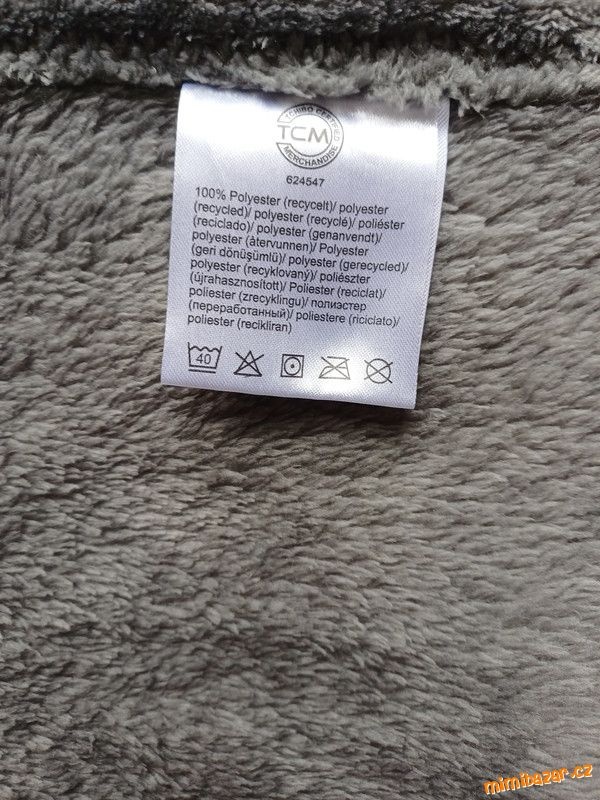 TCHIBO CERTIFIED
TCM
MERCHANDISE
624547
100% Polyester (recycelt)/ polyester
(recycled)/ polyester (recyclé)/ poliéster
(reciclado)/ polyester (genanvendt)/
polyester (återvunnen)/ Polyester
(geri dönüşümlü)/ polyester (gerecycled)/
polyester (recyklovaný)/ poliészter
(újrahasznosított)/ Poliester (reciclat)/
poliester (zrecyklingu)/ полиэстер
(переработанный)/ poliestere (riciclato)/
poliester (recikliran)
40
mimibazar.cz